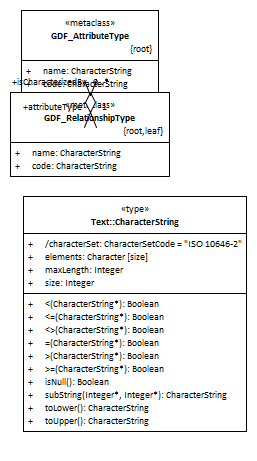 «metaclass»
GDF_AttributeType
{root}
+ name: CharacterString
+ code: CharacterString
+isCharacterizedBy
+attributeType
GDF_RelationshipType
{root,leaf}
+ name: CharacterString
+ code: CharacterString
«type»
Text::CharacterString
+ /characterSet: CharacterSetCode = "ISO 10646-2"
+ elements: Character [size]
+ maxLength: Integer
+ size: Integer
+ <(CharacterString*): Boolean
+ <=(CharacterString*): Boolean
+ <>(CharacterString*): Boolean
+ =(CharacterString*): Boolean
+ >(CharacterString*): Boolean
+ >=(CharacterString*): Boolean
+ isNull(): Boolean
+ subString(Integer*, Integer*): CharacterString
+ toLower(): CharacterString
+ toUpper(): CharacterString